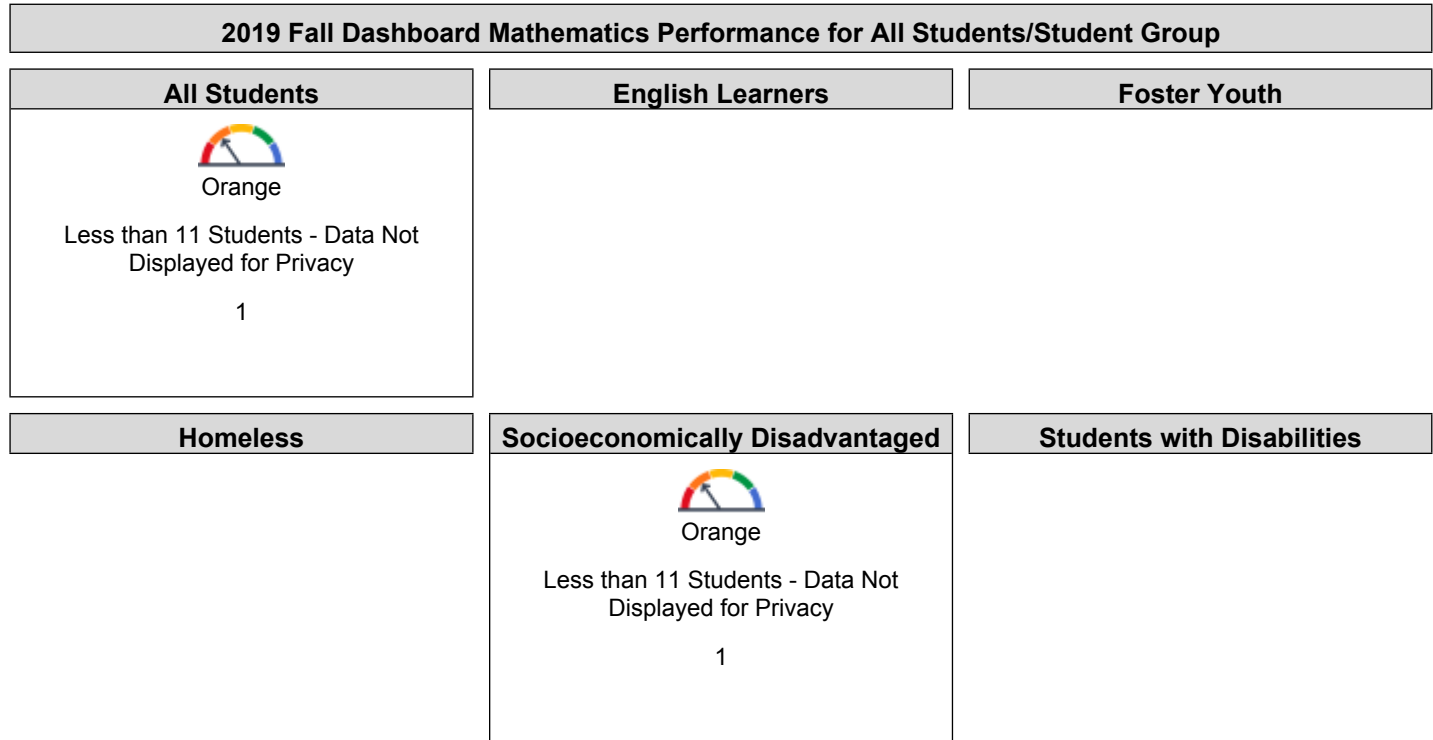 2019 Fall Dashboard Mathematics Performance for All Students/Student Group
All Students
English Learners
Foster Youth
Orange
Less than 11 Students - Data Not
Displayed for Privacy
1
Homeless
Socioeconomically Disadvantaged
Students with Disabilities
Orange
Less than 11 Students - Data Not
Displayed for Privacy
1